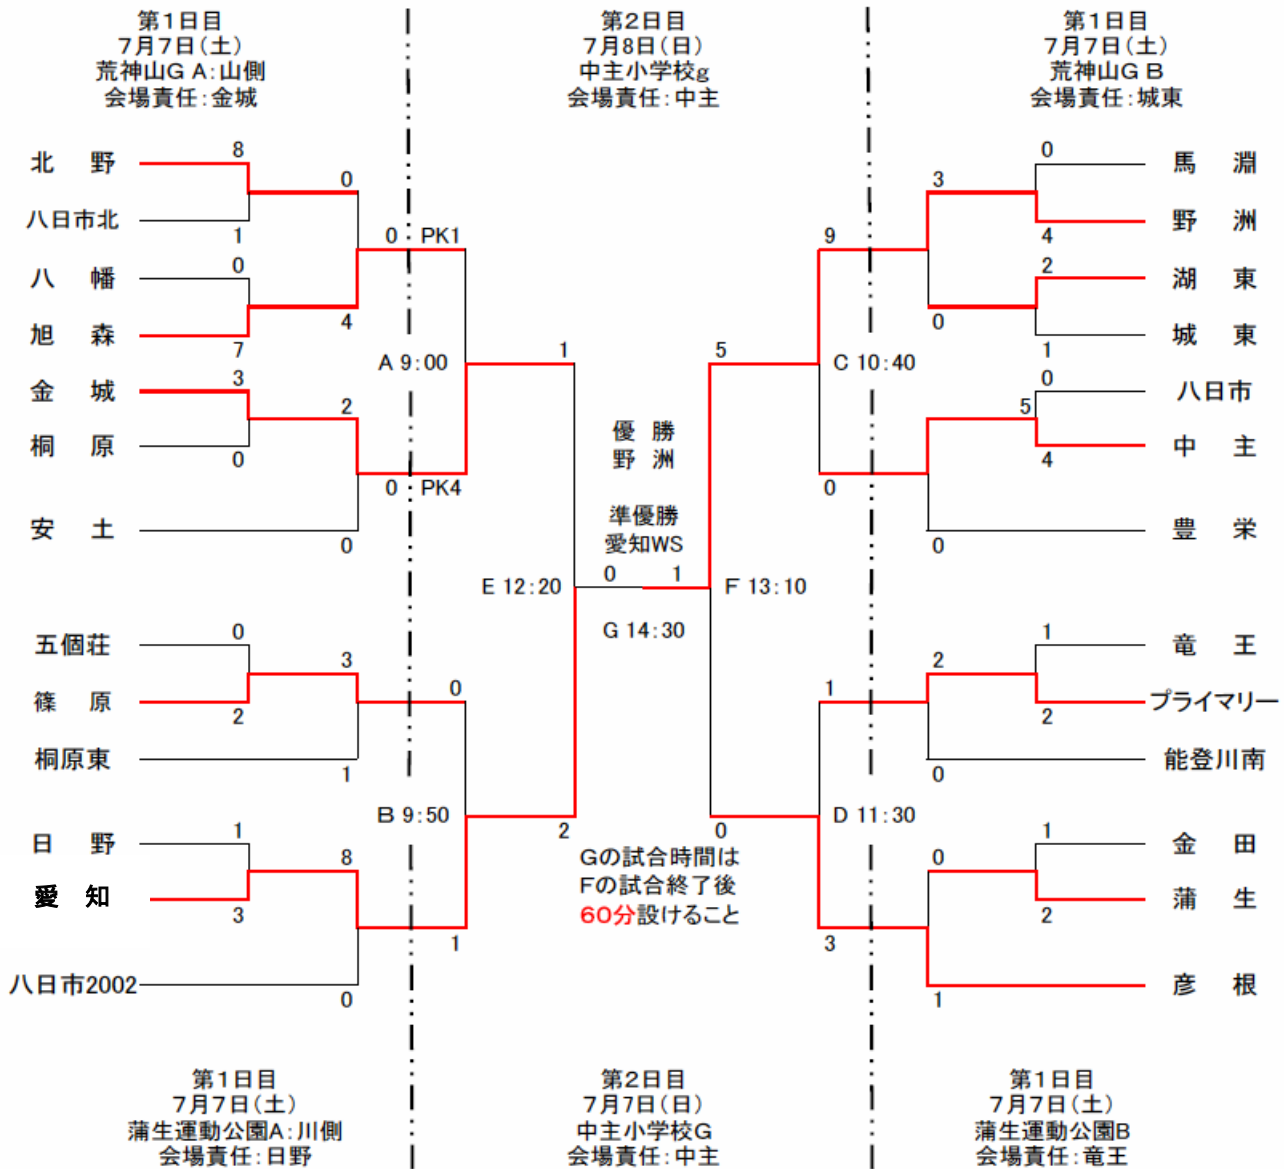 第1日目
7月7日(土)
荒神山G A:山側
会場責任:金城
第2日目
7月8日(日)
中主小学校g
会場責任:中主
第1日目
7月7日(土)
荒神山G B
会場責任:城東
北 野
八日市北
八 幡
旭 森
金 城
桐 原
安 土
五個荘
篠 原
桐原東
日 野
愛 知
八日市2002
8
1
0
7
3
0
0
4
2
0
0
2
3
1
1
3
8
0
0 PK1
A 9:00
0 PK4
0
B 9:50
1
1
E 12:20
2
優 勝
野 洲
準優勝
愛知WS
0 1
G 14:30
Gの試合時間は
Fの試合終了後
60分設けること
5
F 13:10
0
9
C 10:40
0
1
D 11:30
3
3
0
5
0
2
0
0
1
0
4
2
1
0
4
1
2
1
2
馬 淵
野 洲
湖 東
城 東
八日市
中 主
豊 栄
竜 王
プライマリー
能登川南
金 田
蒲 生
彦 根
第1日目
7月7日(土)
蒲生運動公園A:川側
会場責任:日野
第2日目
7月7日(日)
中主小学校G
会場責任:中主
第1日目
7月7日(土)
蒲生運動公園B
会場責任:竜王